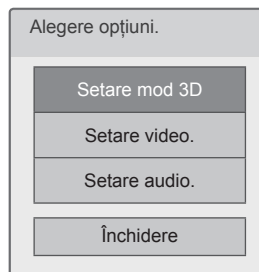 Alegere opțiuni.
Setare mod 3D
Setare video.
Setare audio.
Închidere